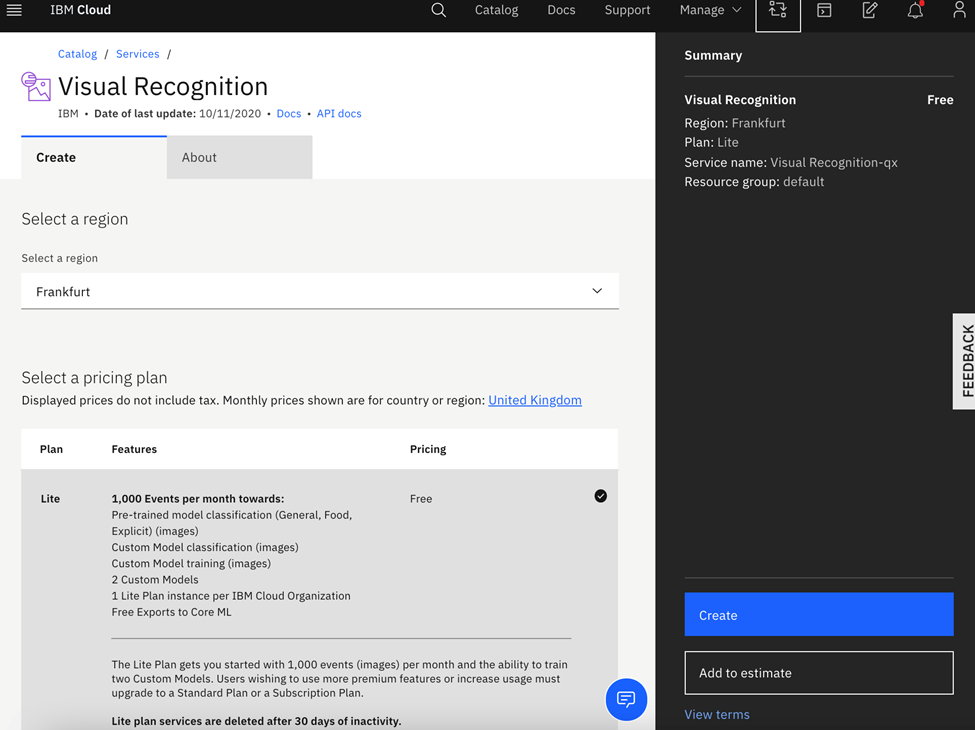 IBM Cloud
Catalog
Docs
Support
Manage
Catalog / Services /
Visual Recognition
IBM • Date of last update: 10/11/2020 • Docs • API docs
Create
About
Select a region
Select a region
Frankfurt
Select a pricing plan
Displayed prices do not include tax. Monthly prices shown are for country or region: United Kingdom
Plan Features Pricing
Lite 1,000 Events per month towards: Free
Pre-trained model classification (General, Food,
Explicit) (images)
Custom Model classification (images)
Custom Model training (images)
2 Custom Models
1 Lite Plan instance per IBM Cloud Organization
Free Exports to Core ML
The Lite Plan gets you started with 1,000 events (images) per month and the ability to train
two Custom Models. Users wishing to use more premium features or increase usage must
upgrade to a Standard Plan or a Subscription Plan.
Lite plan services are deleted after 30 days of inactivity.
Summary
Visual Recognition Free
Region: Frankfurt
Plan: Lite
Service name: Visual Recognition-qx
Resource group: default
FEEDBACK
Create
Add to estimate
View terms